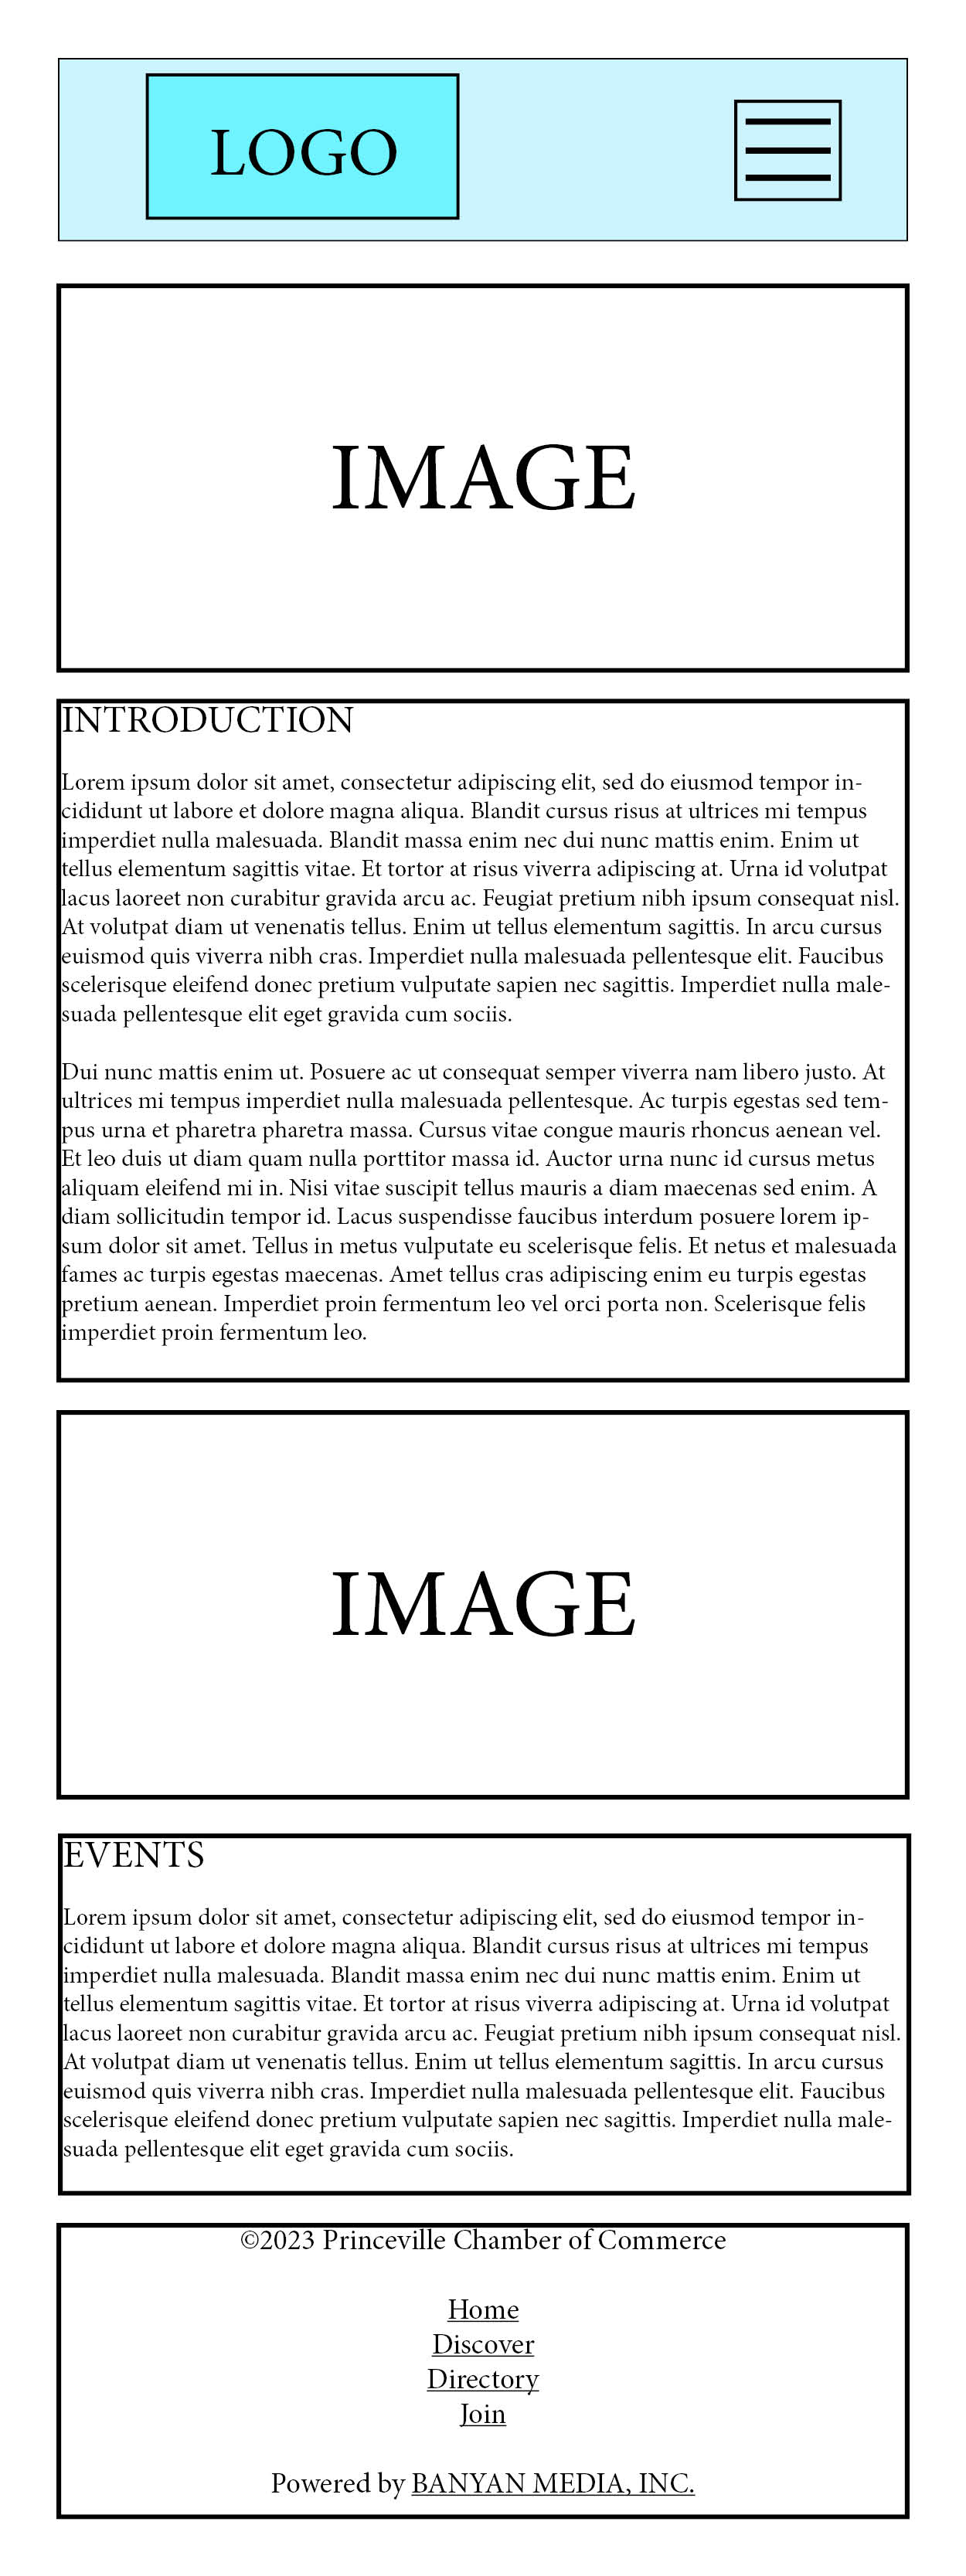 LOGO
IMAGE
INTRODUCTION
Lorem ipsum dolor sit amet, consectetur adipiscing elit, sed do eiusmod tempor in-
cididunt ut labore et dolore magna aliqua. Blandit cursus risus at ultrices mi tempus
imperdiet nulla malesuada. Blandit massa enim nec dui nunc mattis enim. Enim ut
tellus elementum sagittis vitae. Et tortor at risus viverra adipiscing at. Urna id volutpat
lacus laoreet non curabitur gravida arcu ac. Feugiat pretium nibh ipsum consequat nisl.
At volutpat diam ut venenatis tellus. Enim ut tellus elementum sagittis. In arcu cursus
euismod quis viverra nibh cras. Imperdiet nulla malesuada pellentesque elit. Faucibus
scelerisque eleifend donec pretium vulputate sapien nec sagittis. Imperdiet nulla male-
suada pellentesque elit eget gravida cum sociis.
Dui nunc mattis enim ut. Posuere ac ut consequat semper viverra nam libero justo. At
ultrices mi tempus imperdiet nulla malesuada pellentesque. Ac turpis egestas sed tem-
pus urna et pharetra pharetra massa. Cursus vitae congue mauris rhoncus aenean vel.
Et leo duis ut diam quam nulla porttitor massa id. Auctor urna nunc id cursus metus
aliquam eleifend mi in. Nisi vitae suscipit tellus mauris a diam maecenas sed enim. A
diam sollicitudin tempor id. Lacus suspendisse faucibus interdum posuere lorem ip-
sum dolor sit amet. Tellus in metus vulputate eu scelerisque felis. Et netus et malesuada
fames ac turpis egestas maecenas. Amet tellus cras adipiscing enim eu turpis egestas
pretium aenean. Imperdiet proin fermentum leo vel orci porta non. Scelerisque felis
imperdiet proin fermentum leo.
IMAGE
EVENTS
Lorem ipsum dolor sit amet, consectetur adipiscing elit, sed do eiusmod tempor in-
cididunt ut labore et dolore magna aliqua. Blandit cursus risus at ultrices mi tempus
imperdiet nulla malesuada. Blandit massa enim nec dui nunc mattis enim. Enim ut
tellus elementum sagittis vitae. Et tortor at risus viverra adipiscing at. Urna id volutpat
lacus laoreet non curabitur gravida arcu ac. Feugiat pretium nibh ipsum consequat nisl.
At volutpat diam ut venenatis tellus. Enim ut tellus elementum sagittis. In arcu cursus
euismod quis viverra nibh cras. Imperdiet nulla malesuada pellentesque elit. Faucibus
scelerisque eleifend donec pretium vulputate sapien nec sagittis. Imperdiet nulla male-
suada pellentesque elit eget gravida cum sociis.
©2023 Princeville Chamber of Commerce
Home
Discover
Directory
Join
Powered by BANYAN MEDIA, INC.